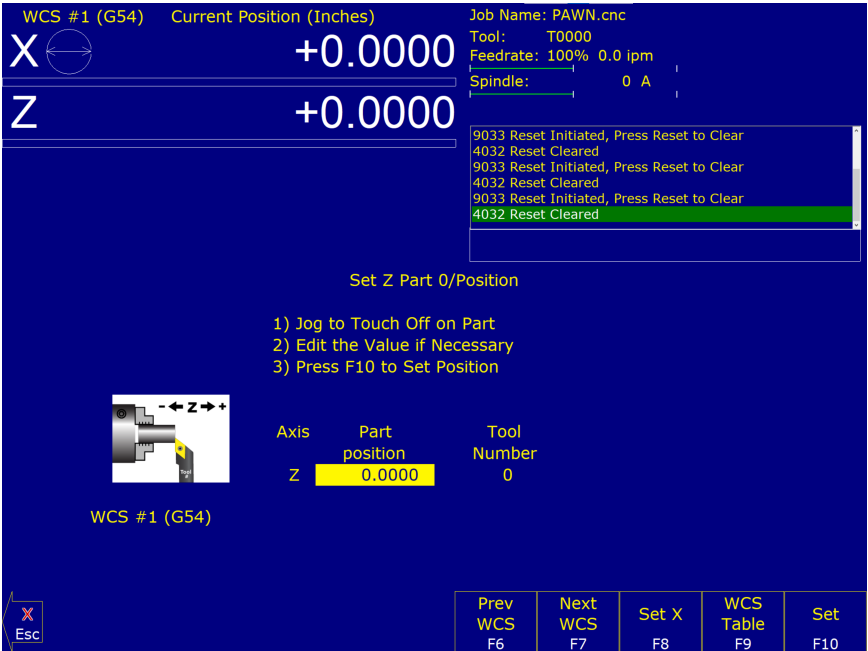 WCS #1 (G54) Current Position (Inches)
X +0.0000
Z +0.0000
Job Name: PAWN.cnc
Tool: T0000
Feedrate: 100% 0.0 ipm
Spindle: 0 A
9033 Reset Initiated, Press Reset to Clear
4032 Reset Cleared
9033 Reset Initiated, Press Reset to Clear
4032 Reset Cleared
9033 Reset Initiated, Press Reset to Clear
4032 Reset Cleared
Set Z Part 0/Position
1) Jog to Touch Off on Part
2) Edit the Value if Necessary
3) Press F10 to Set Position
- Z +
Tool
#
Axis Part Tool
position Number
Z 0.0000 0
WCS #1 (G54)
X
Esc
Prev Next Set X WCS Set
WCS WCS Table
F6 F7 F8 F9 F10